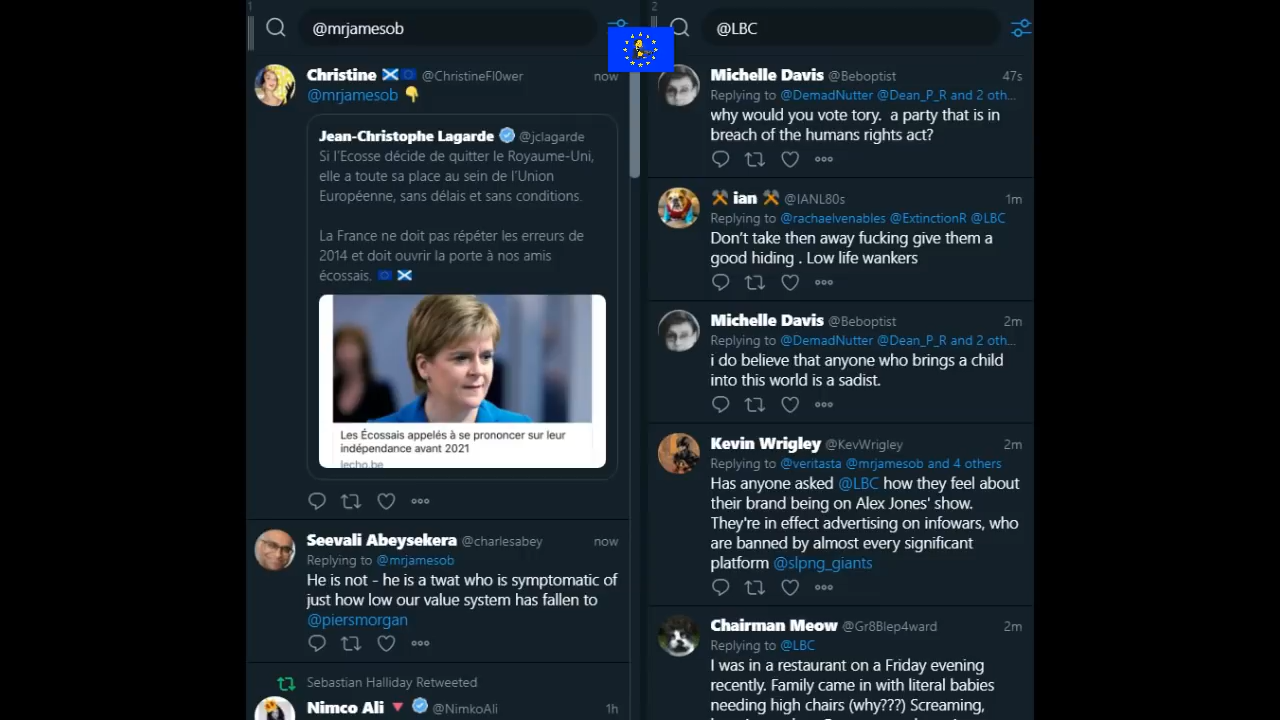 1
@mrjamesob
Christine @ChristineFl0wer now
@mrjamesob
Jean-Christophe Lagarde @jclagarde
Si l'Ecosse décide de quitter le Royaume-Uni,
elle a toute sa place au sein de l'Union
Européenne, sans délais et sans conditions.
La France ne doit pas répéter les erreurs de
2014 et doit ouvrir la porte à nos amis
écossais.
Les Écossais appelés à se prononcer sur leur
indépendance avant 2021
lecho.be
Seevali Abeysekera @charlesabey now
Replying to @mrjamesob
He is not - he is a twat who is symptomatic of
just how low our value system has fallen to
@piersmorgan
Sebastian Halliday Retweeted
Nimco Ali @NimkoAli 1h
2
@LBC
Michelle Davis @Beboptist 47s
Replying to @DemadNutter @Dean_P_R and 2 oth...
why would you vote tory. a party that is in
breach of the humans rights act?
ian @IANL80s 1m
Replying to @rachaelvenables @ExtinctionR @LBC
Don't take then away fucking give them a
good hiding . Low life wankers
Michelle Davis @Beboptist 2m
Replying to @DemadNutter @Dean_P_R and 2 oth...
i do believe that anyone who brings a child
into this world is a sadist.
Kevin Wrigley @KevWrigley 2m
Replying to @veritasta @mrjamesob and 4 others
Has anyone asked @LBC how they feel about
their brand being on Alex Jones' show.
They're in effect advertising on infowars, who
are banned by almost every significant
platform @slpng_giants
Chairman Meow @Gr8Blep4ward 2m
Replying to @LBC
I was in a restaurant on a Friday evening
recently. Family came in with literal babies
needing high chairs (why???) Screaming,